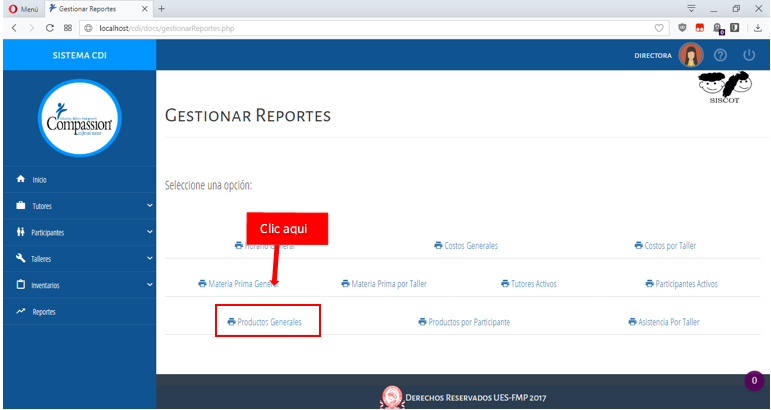 Menú
Gestionar Reportes
localhost/cdi/docs/gestionarReportes.php
0
SISTEMA CDI
DIRECTORA
Compassion
SISCOT
Gestionar Reportes
Inicio
Tutores
Participantes
Talleres
Inventarios
Reportes
Seleccione una opción:
Clic aqui
Horario General
Costos Generales
Costos por Taller
Materia Prima General
Materia Prima por Taller
Tutores Activos
Participantes Activos
Productos Generales
Productos por Participante
Asistencia Por Taller
0
Derechos Reservados UES-FMP 2017